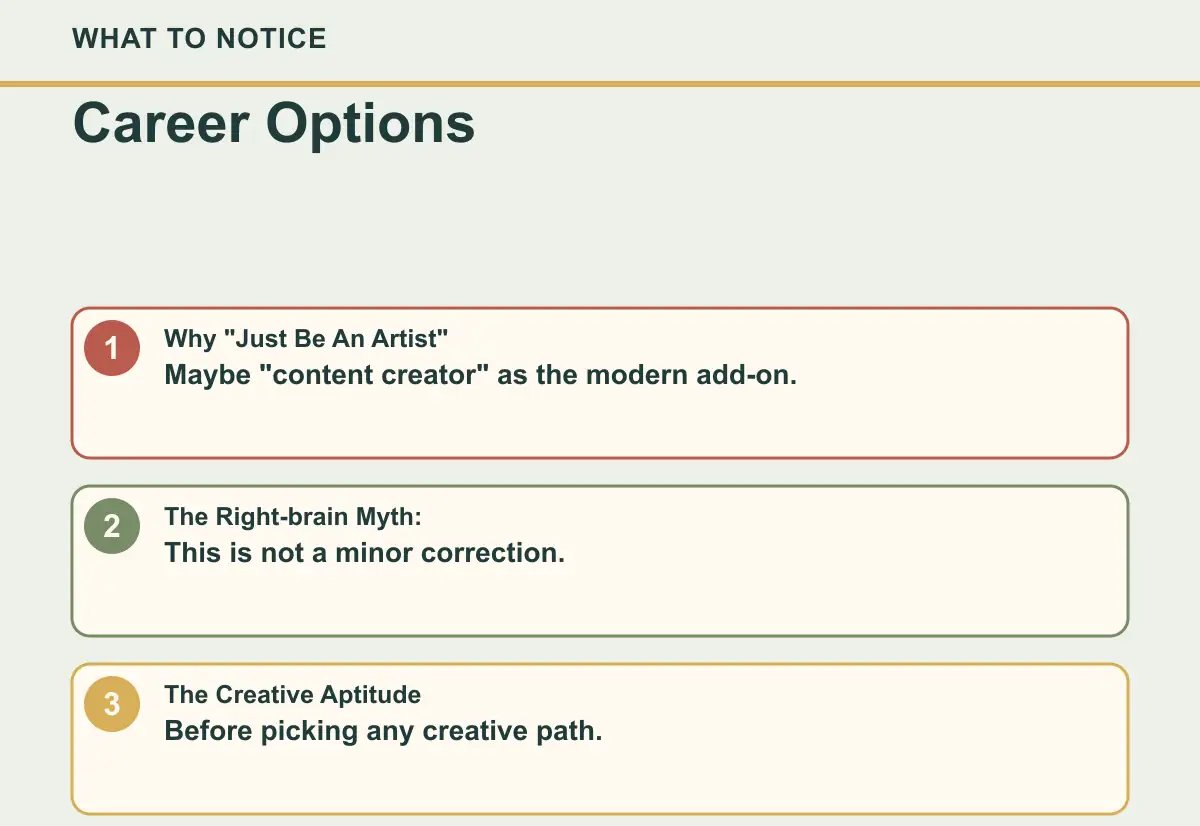 WHAT TO NOTICE
Career Options
1
Why "Just Be An Artist"
Maybe "content creator" as the modern add-on.
2
The Right-brain Myth:
This is not a minor correction.
3
The Creative Aptitude
Before picking any creative path.